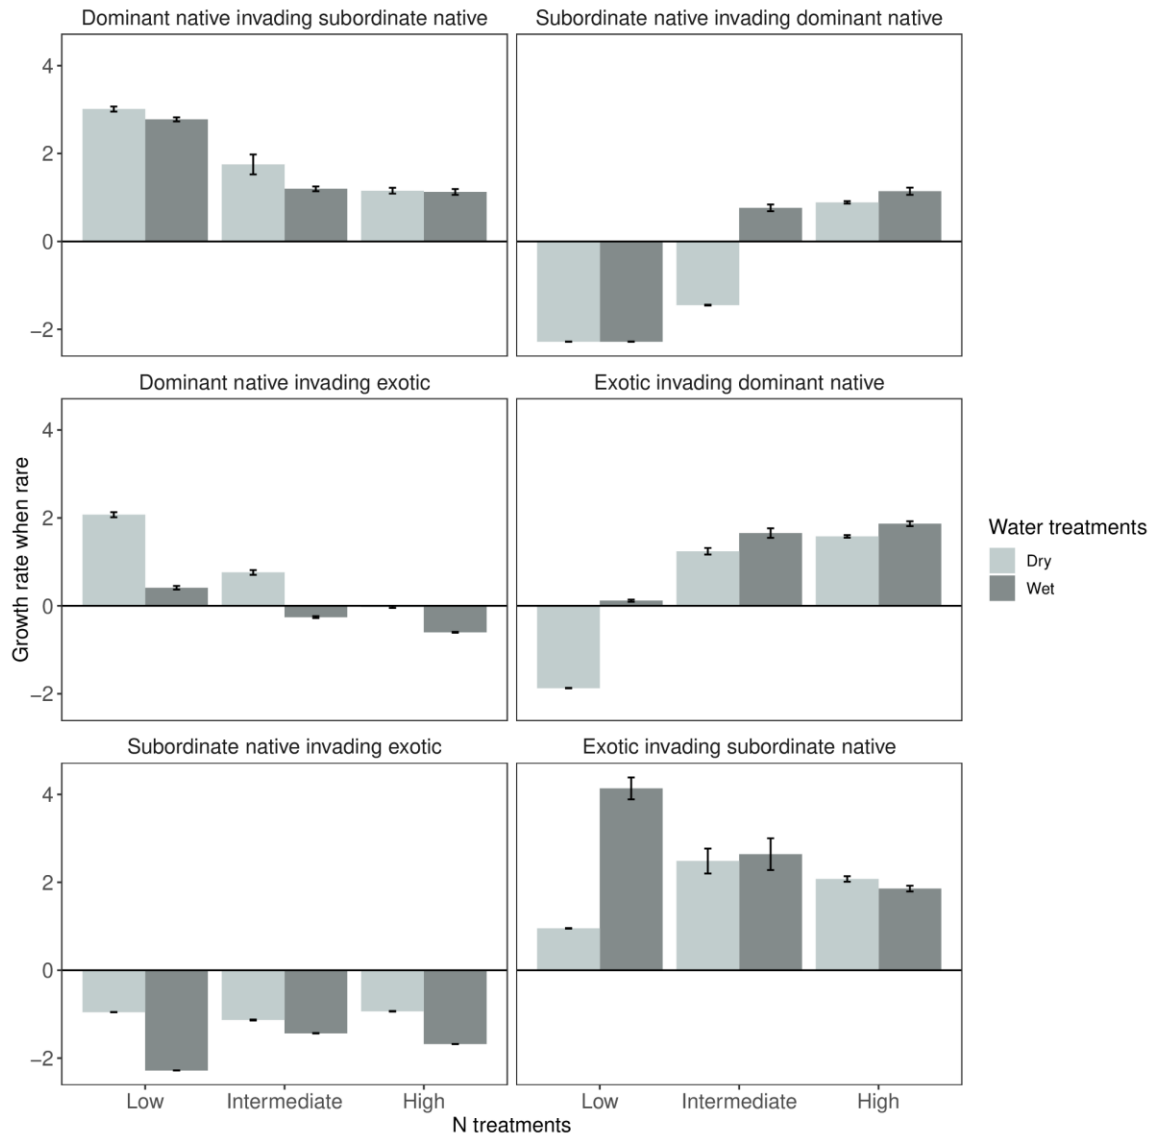 Dominant native invading subordinate native
Subordinate native invading dominant native
4
2
0
−2
Dominant native invading exotic
Exotic invading dominant native
4
2
0
−2
Growth rate when rare
Water treatments
Dry
Wet
Subordinate native invading exotic
Exotic invading subordinate native
4
2
0
−2
Low Intermediate High
Low Intermediate High
N treatments